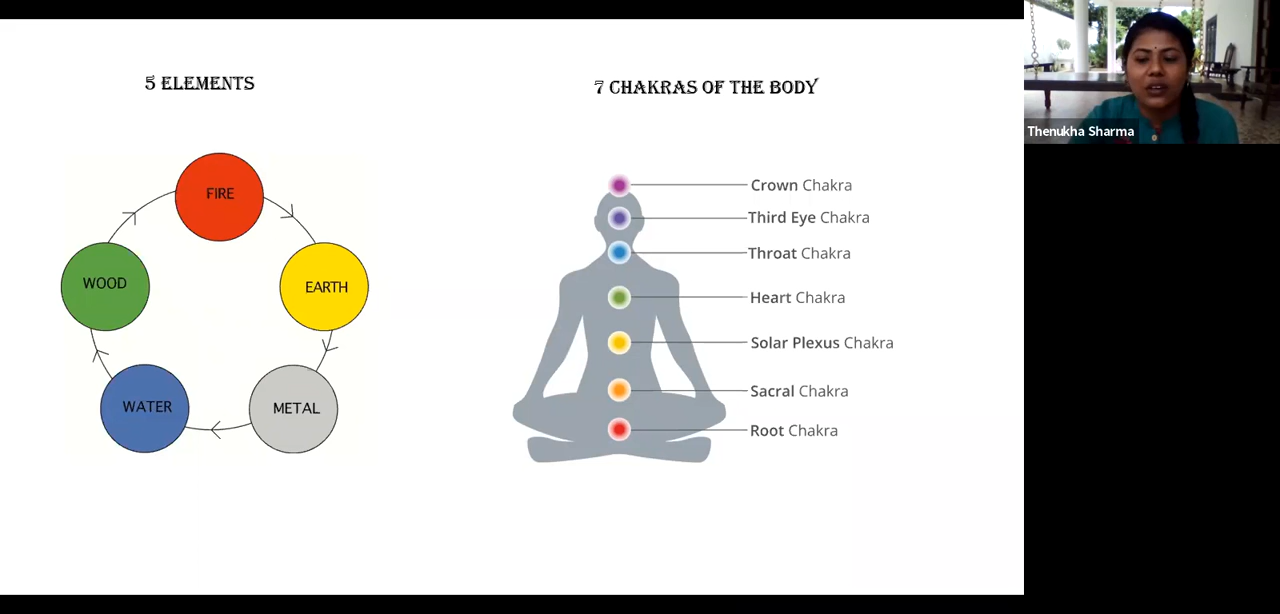 5 ELEMENTS
FIRE
EARTH
METAL
WATER
WOOD
7 CHAKRAS OF THE BODY
Crown Chakra
Third Eye Chakra
Throat Chakra
Heart Chakra
Solar Plexus Chakra
Sacral Chakra
Root Chakra
Thenukha Sharma